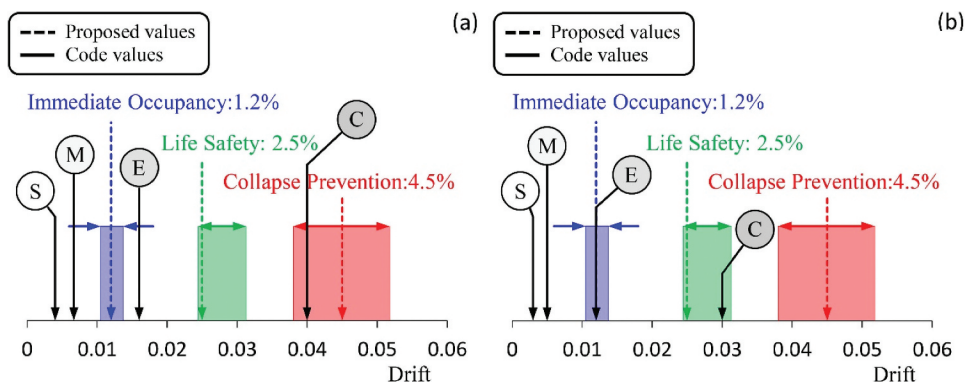 (a)
Proposed values
Code values
Immediate Occupancy:1.2%
C
M
Life Safety: 2.5%
E
S
Collapse Prevention:4.5%
0 0.01 0.02 0.03 0.04 0.05 0.06
Drift
(b)
Proposed values
Code values
Immediate Occupancy:1.2%
M
Life Safety: 2.5%
E
S
Collapse Prevention:4.5%
C
0 0.01 0.02 0.03 0.04 0.05 0.06
Drift